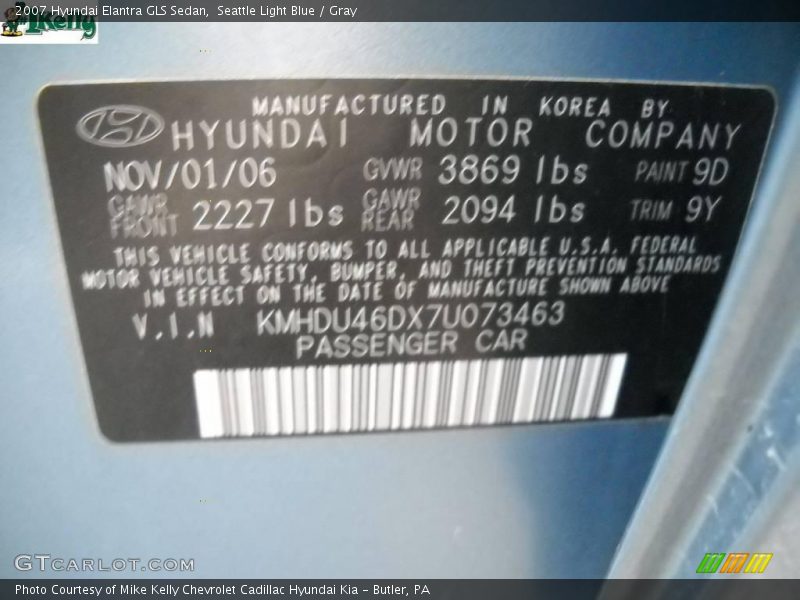 2007 Hyundai Elantra GLS Sedan,  Seattle Light Blue / Gray
Kelly
MANUFACTURED IN KOREA BY
HYUNDAI MOTOR COMPANY
NOV/01/06 GVWR 3869 lbs PAINT 9D
GAWR FRONT 2227 lbs GAWR REAR 2094 lbs TRIM 9Y
THIS VEHICLE CONFORMS TO ALL APPLICABLE U.S.A. FEDERAL
MOTOR VEHICLE SAFETY, BUMPER, AND THEFT PREVENTION STANDARDS
IN EFFECT ON THE DATE OF MANUFACTURE SHOWN ABOVE
V.I.N KMHDU46DX7U073463
PASSENGER CAR
GTCARLOT.COM
Photo Courtesy of Mike Kelly Chevrolet Cadillac Hyundai Kia - Butler, PA